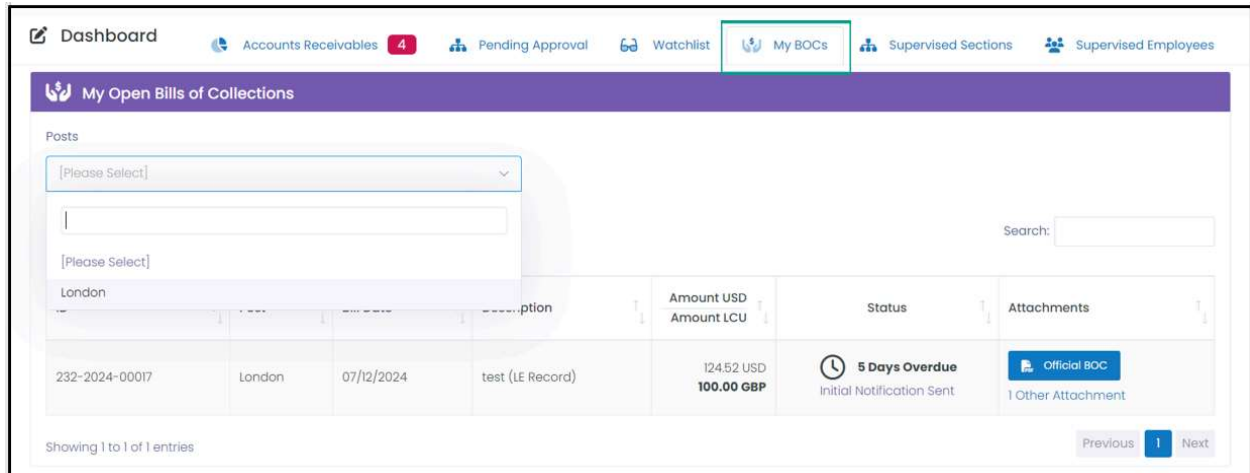 Dashboard
Accounts Receivables 4 Pending Approval Watchlist My BOCs Supervised Sections Supervised Employees
My Open Bills of Collections
Posts
[Please Select]
Search:
[Please Select]
London
Amount USD
Amount LCU
Status
Attachments
232-2024-00017 London 07/12/2024 test (LE Record)
124.52 USD
100.00 GBP
5 Days Overdue
Initial Notification Sent
Official BOC
1 Other Attachment
Showing 1 to 1 of 1 entries
Previous 1 Next